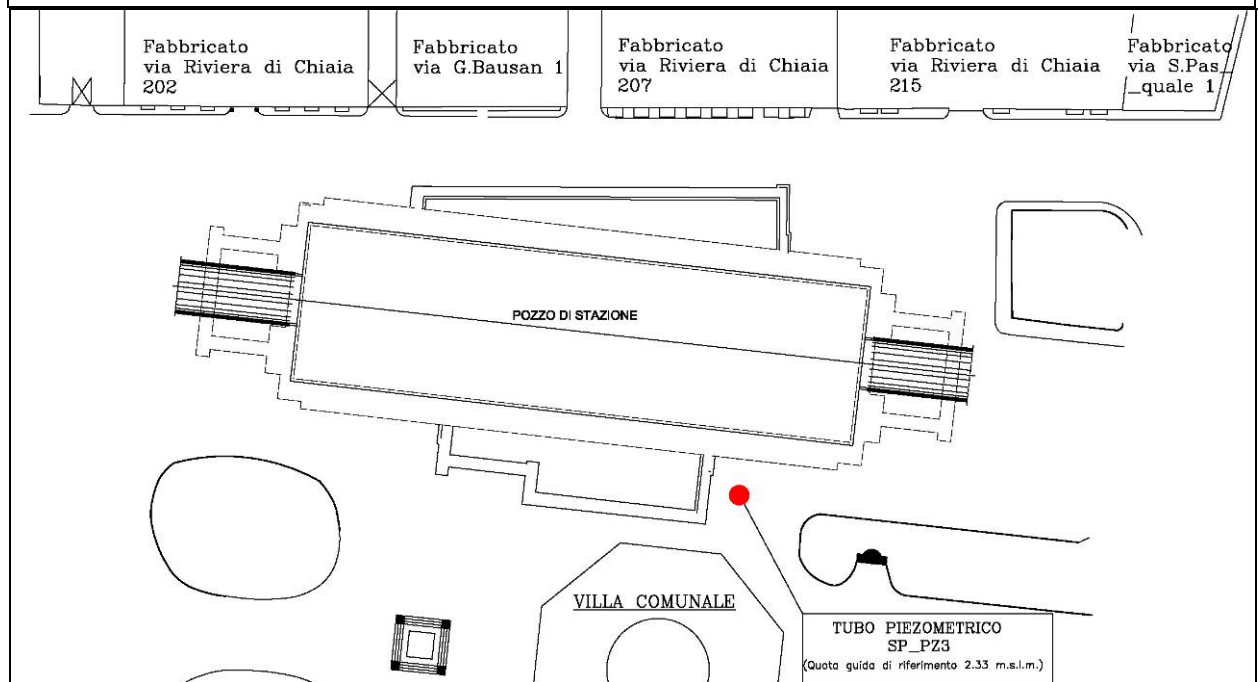 Fabbricato
via Riviera di Chiaia
202
Fabbricato
via G.Bausan 1
Fabbricato
via Riviera di Chiaia
207
Fabbricato
via Riviera di Chiaia
215
Fabbricato
via S.Pas_
_quale 1
POZZO DI STAZIONE
VILLA COMUNALE
TUBO PIEZOMETRICO
SP_PZ3
(Quota guida di riferimento 2.33 m.s.l.m.)